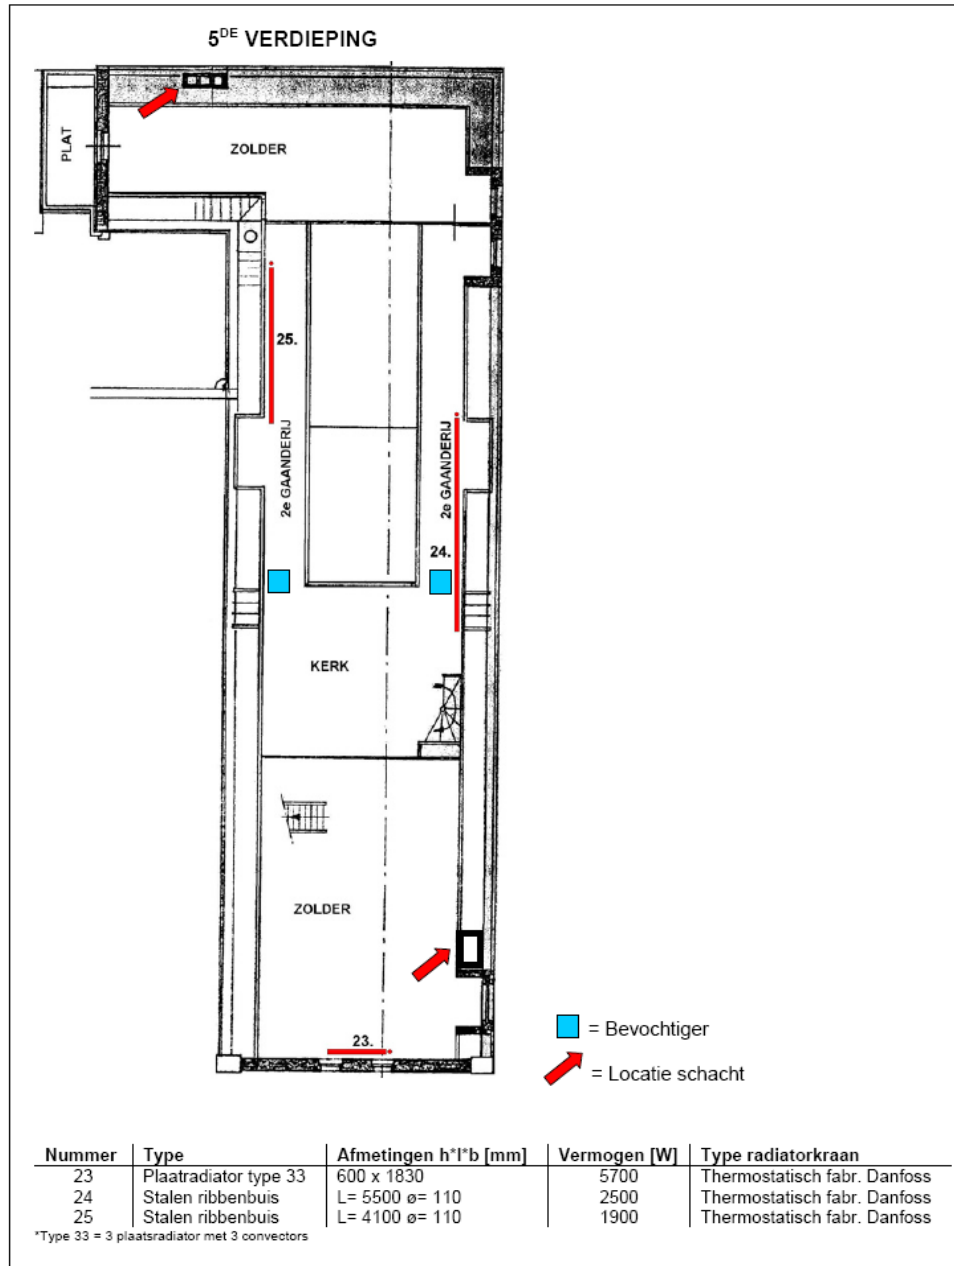 5DE VERDIEPING
PLAT
ZOLDER
25.
2e GAANDERIJ
2e GAANDERIJ
24.
KERK
ZOLDER
23.
= Bevochtiger
= Locatie schacht
Nummer Type Afmetingen h*l*b [mm] Vermogen [W] Type radiatorkraan
23 Plaatradiator type 33 600 x 1830 5700 Thermostatisch fabr. Danfoss
24 Stalen ribbenbuis L= 5500 ø= 110 2500 Thermostatisch fabr. Danfoss
25 Stalen ribbenbuis L= 4100 ø= 110 1900 Thermostatisch fabr. Danfoss
*Type 33 = 3 plaatsradiator met 3 convectors